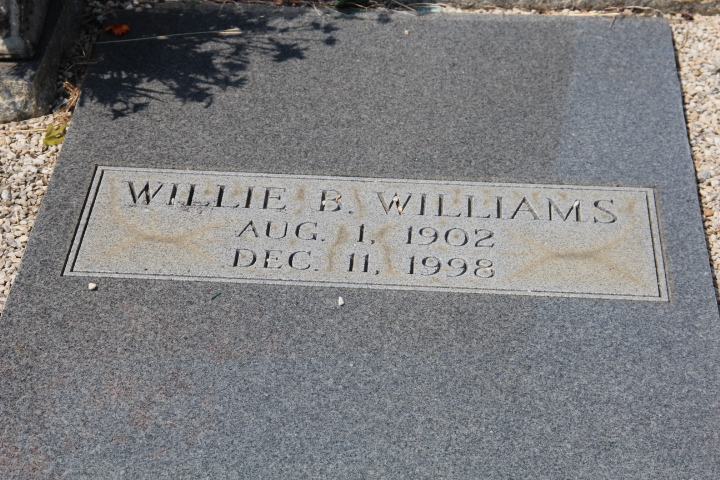 WILLIE B. WILLIAMS
AUG. 1, 1902
DEC. 11, 1998